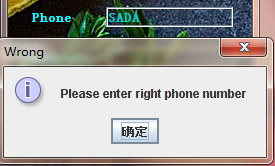 Phone SADA
Wrong
Please enter right phone number
确定